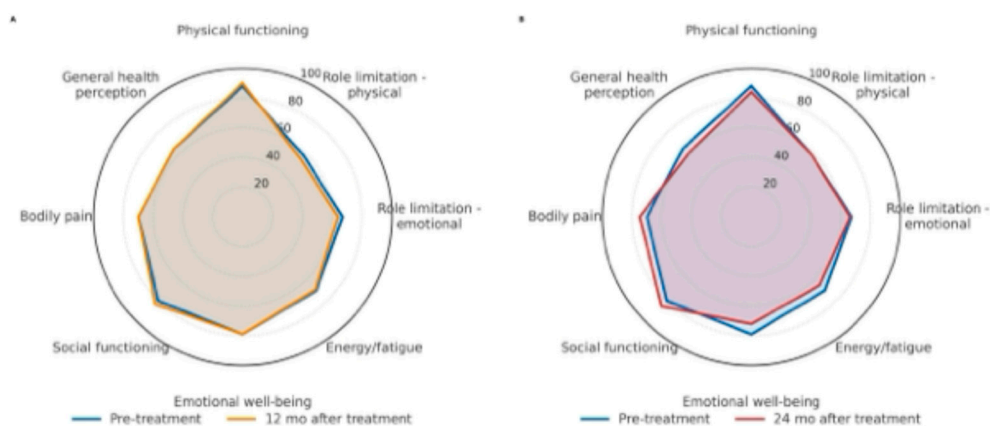 A
Physical functioning
General health
perception
100
Role limitation -
physical
80
60
40
20
Bodily pain
Role limitation -
emotional
Social functioning
Energy/fatigue
Emotional well-being
Pre-treatment
12 mo after treatment
B
Physical functioning
General health
perception
100
Role limitation -
physical
80
60
40
20
Bodily pain
Role limitation -
emotional
Social functioning
Energy/fatigue
Emotional well-being
Pre-treatment
24 mo after treatment